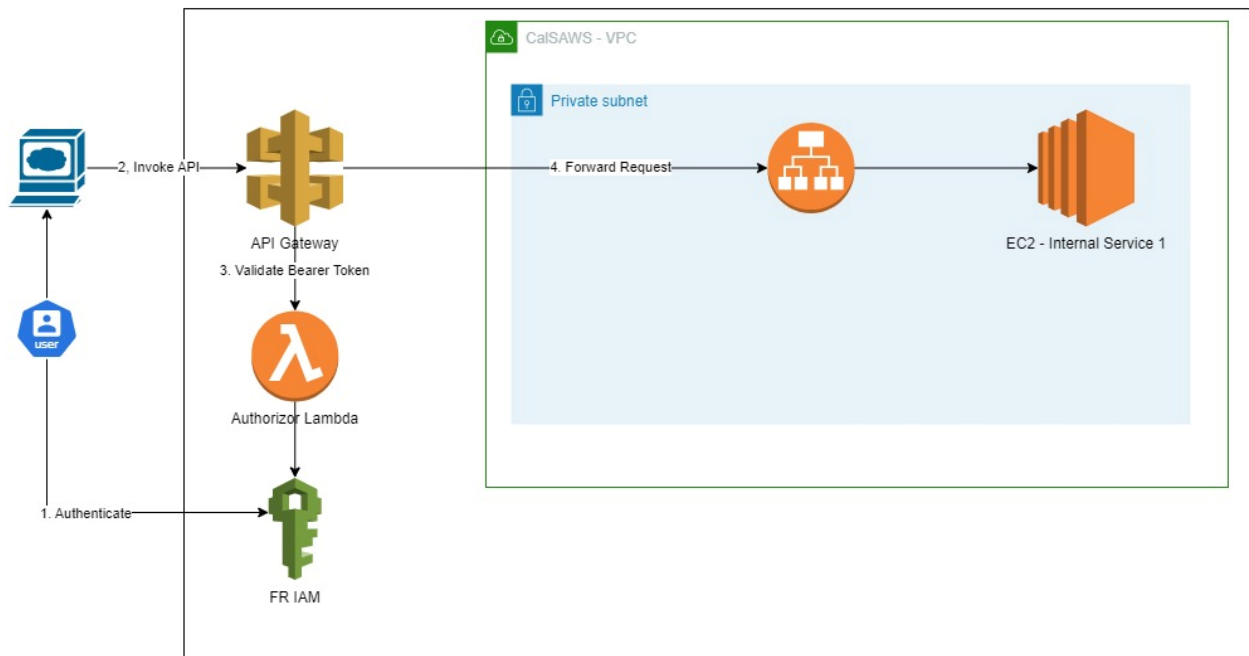 CalSAWS - VPC
Private subnet
2, Invoke API
4. Forward Request
API Gateway
EC2 - Internal Service 1
3. Validate Bearer Token
user
Authorizor Lambda
1. Authenticate
FR IAM